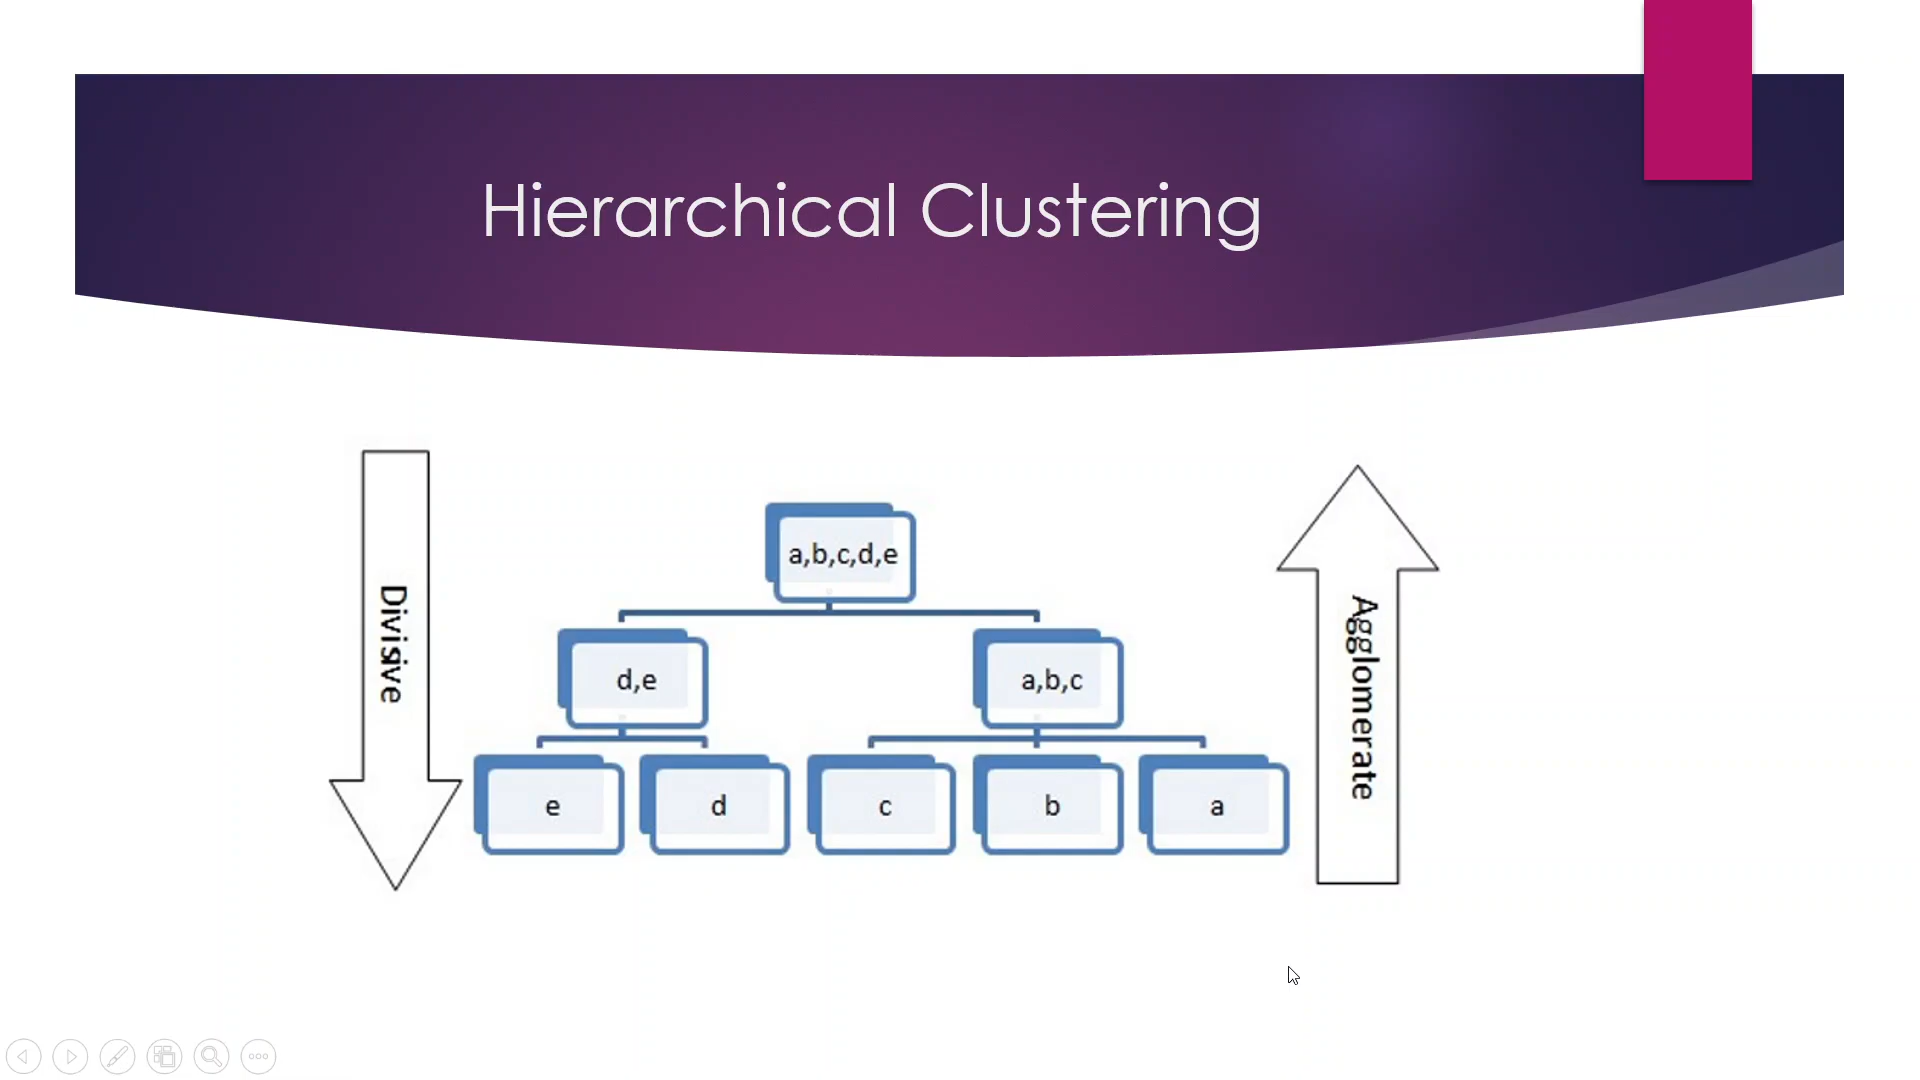 Hierarchical Clustering
Divisive
a,b,c,d,e
d,e
a,b,c
e
d
c
b
a
Agglomerate